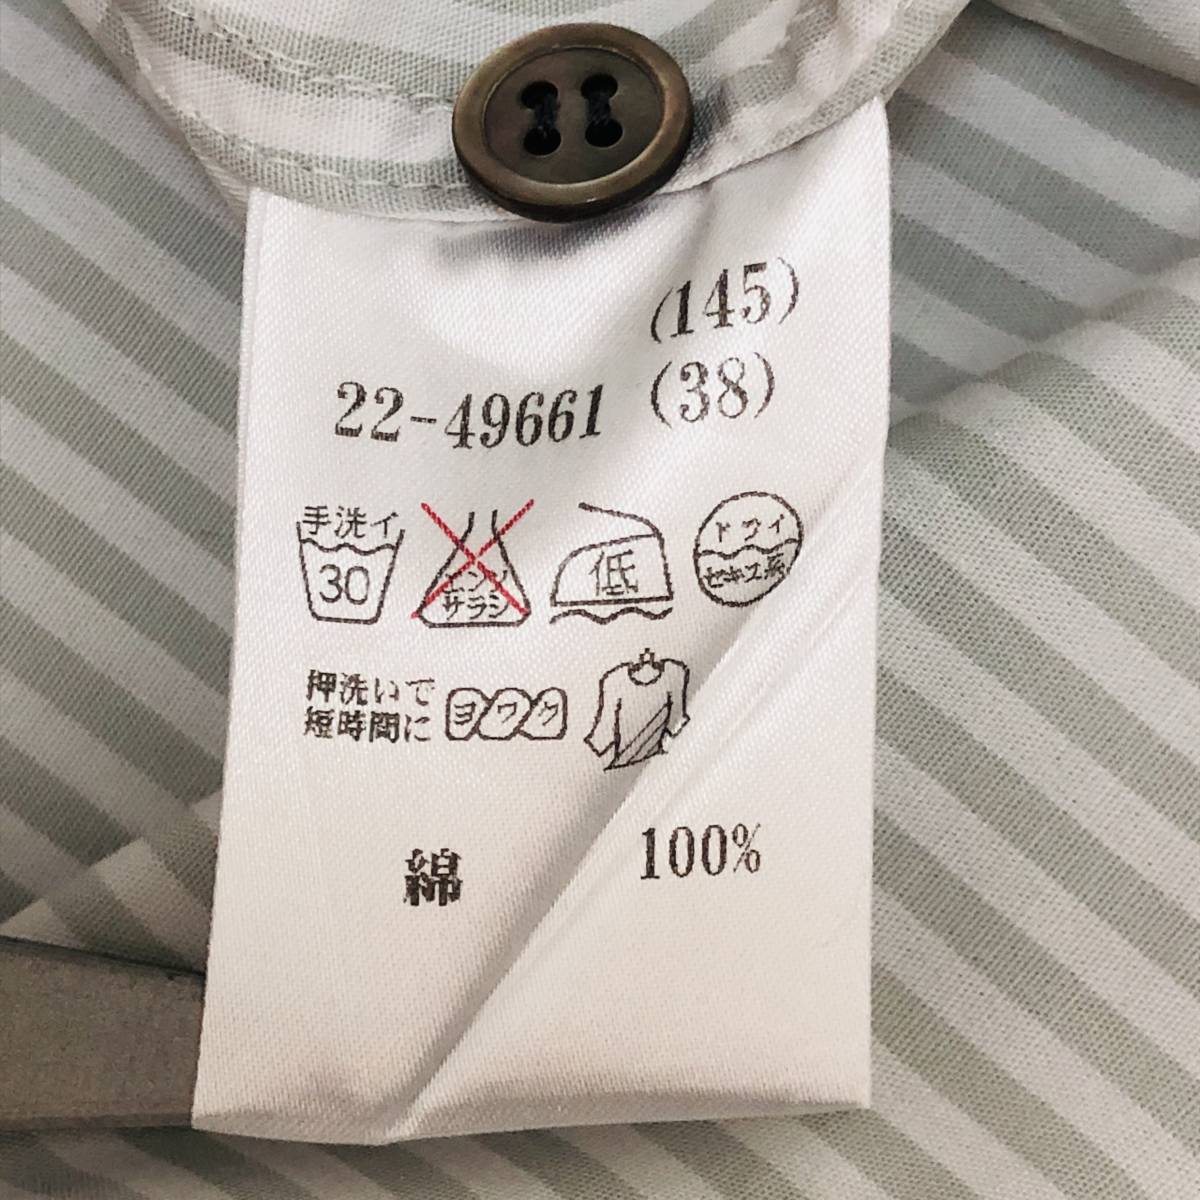 (145)
22-49661 (38)
手洗イ
30
エンソ
サラシ
低
ドライ
セキユ系
押洗いで
短時間に
ヨワク
綿 100%